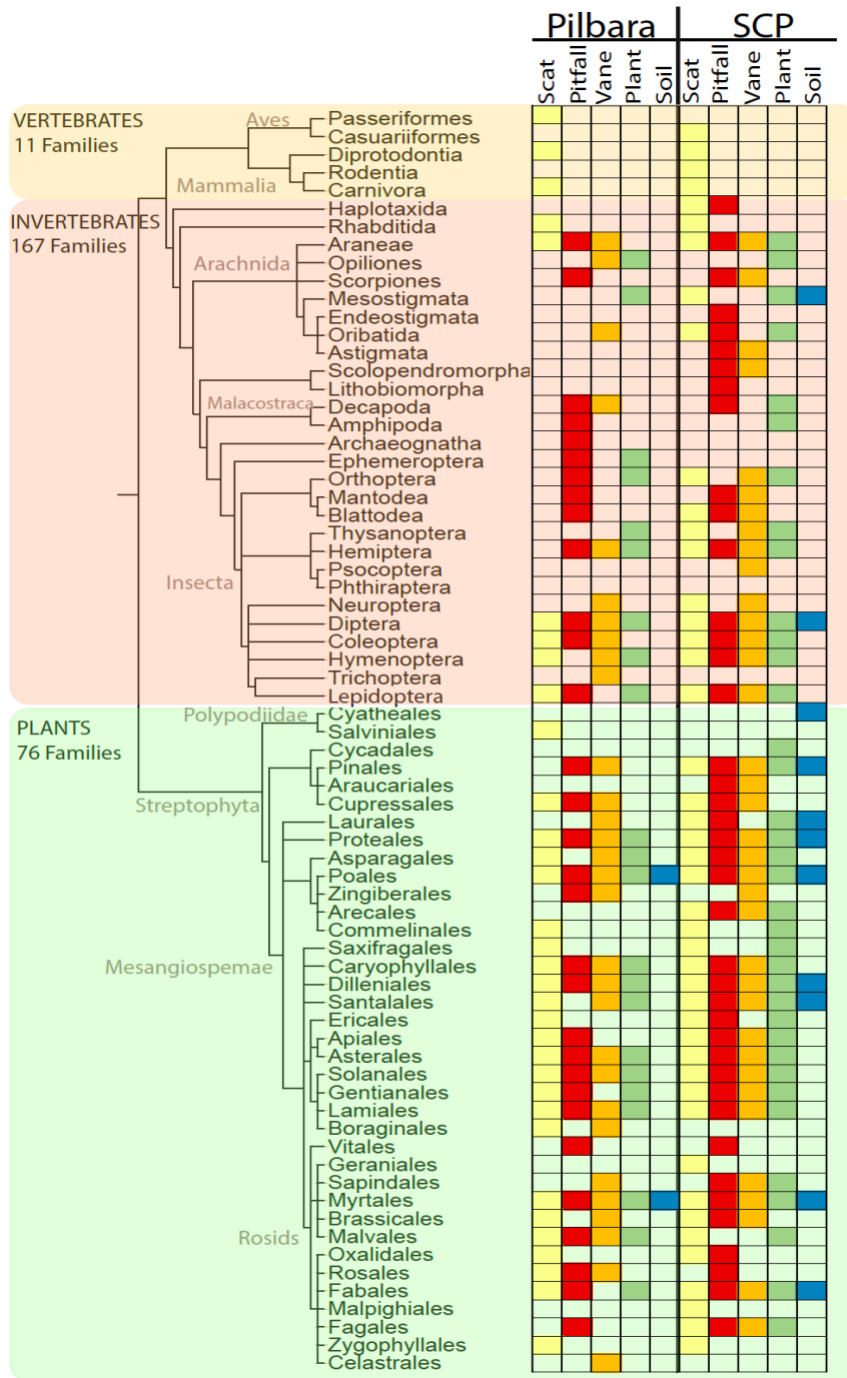 Pilbara SCP
Scat Pitfall Vane Plant Soil Scat Pitfall Vane Plant Soil
VERTEBRATES
11 Families
Aves
Mammalia
Passeriformes
Casuariiformes
Diprotodontia
Rodentia
Carnivora
INVERTEBRATES
167 Families
Arachnida
Malacostraca
Insecta
Haplotaxida
Rhabditida
Araneae
Opiliones
Scorpiones
Mesostigmata
Endeostigmata
Oribatida
Astigmata
Scolopendromorpha
Lithobiomorpha
Decapoda
Amphipoda
Archaeognatha
Ephemeroptera
Orthoptera
Mantodea
Blattodea
Thysanoptera
Hemiptera
Psocoptera
Phthiraptera
Neuroptera
Diptera
Coleoptera
Hymenoptera
Trichoptera
Lepidoptera
PLANTS
76 Families
Polypodiidae
Streptophyta
Mesangiospemae
Rosids
Cyatheales
Salviniales
Cycadales
Pinales
Araucariales
Cupressales
Laurales
Proteales
Asparagales
Poales
Zingiberales
Arecales
Commelinales
Saxifragales
Caryophyllales
Dilleniales
Santalales
Ericales
Apiales
Asterales
Solanales
Gentianales
Lamiales
Boraginales
Vitales
Geraniales
Sapindales
Myrtales
Brassicales
Malvales
Oxalidales
Rosales
Fabales
Malpighiales
Fagales
Zygophyllales
Celastrales